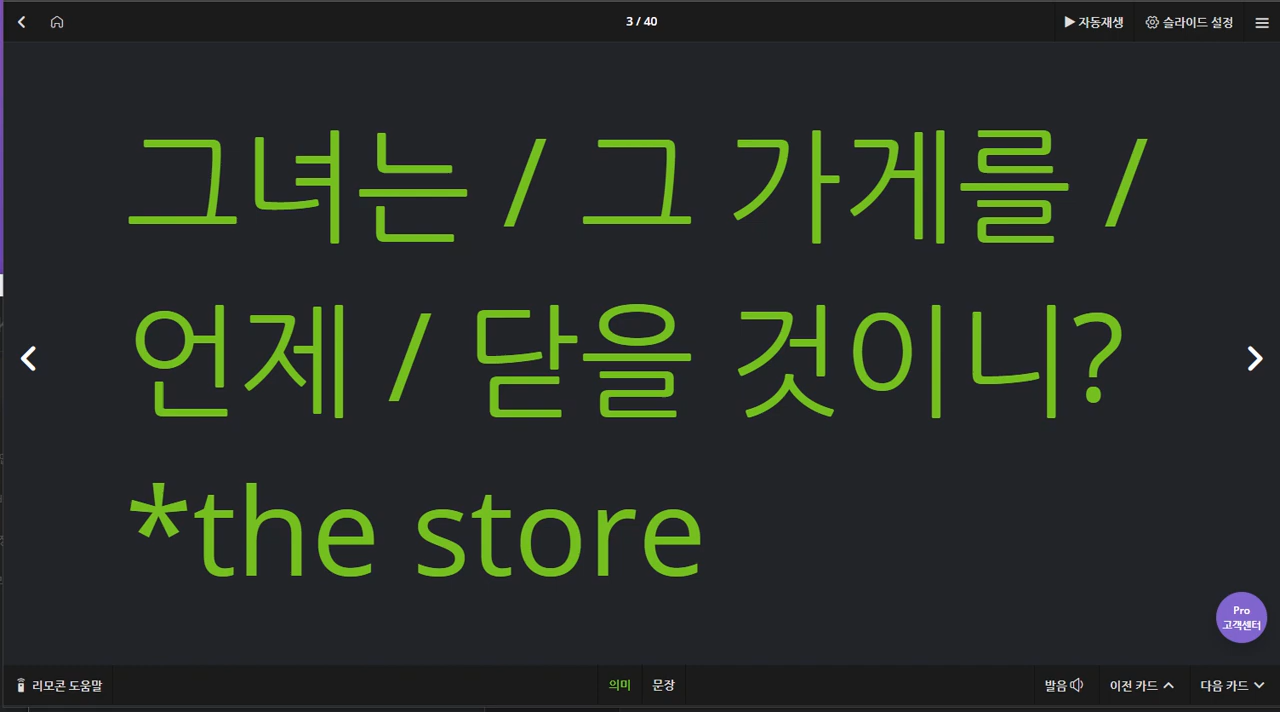 3 / 40
▶ 자동재생
슬라이드 설정
그녀는 / 그 가게를 /
언제 / 닫을 것이니?
*the store
Pro
고객센터
리모콘 도움말
의미
문장
발음
이전 카드
다음 카드